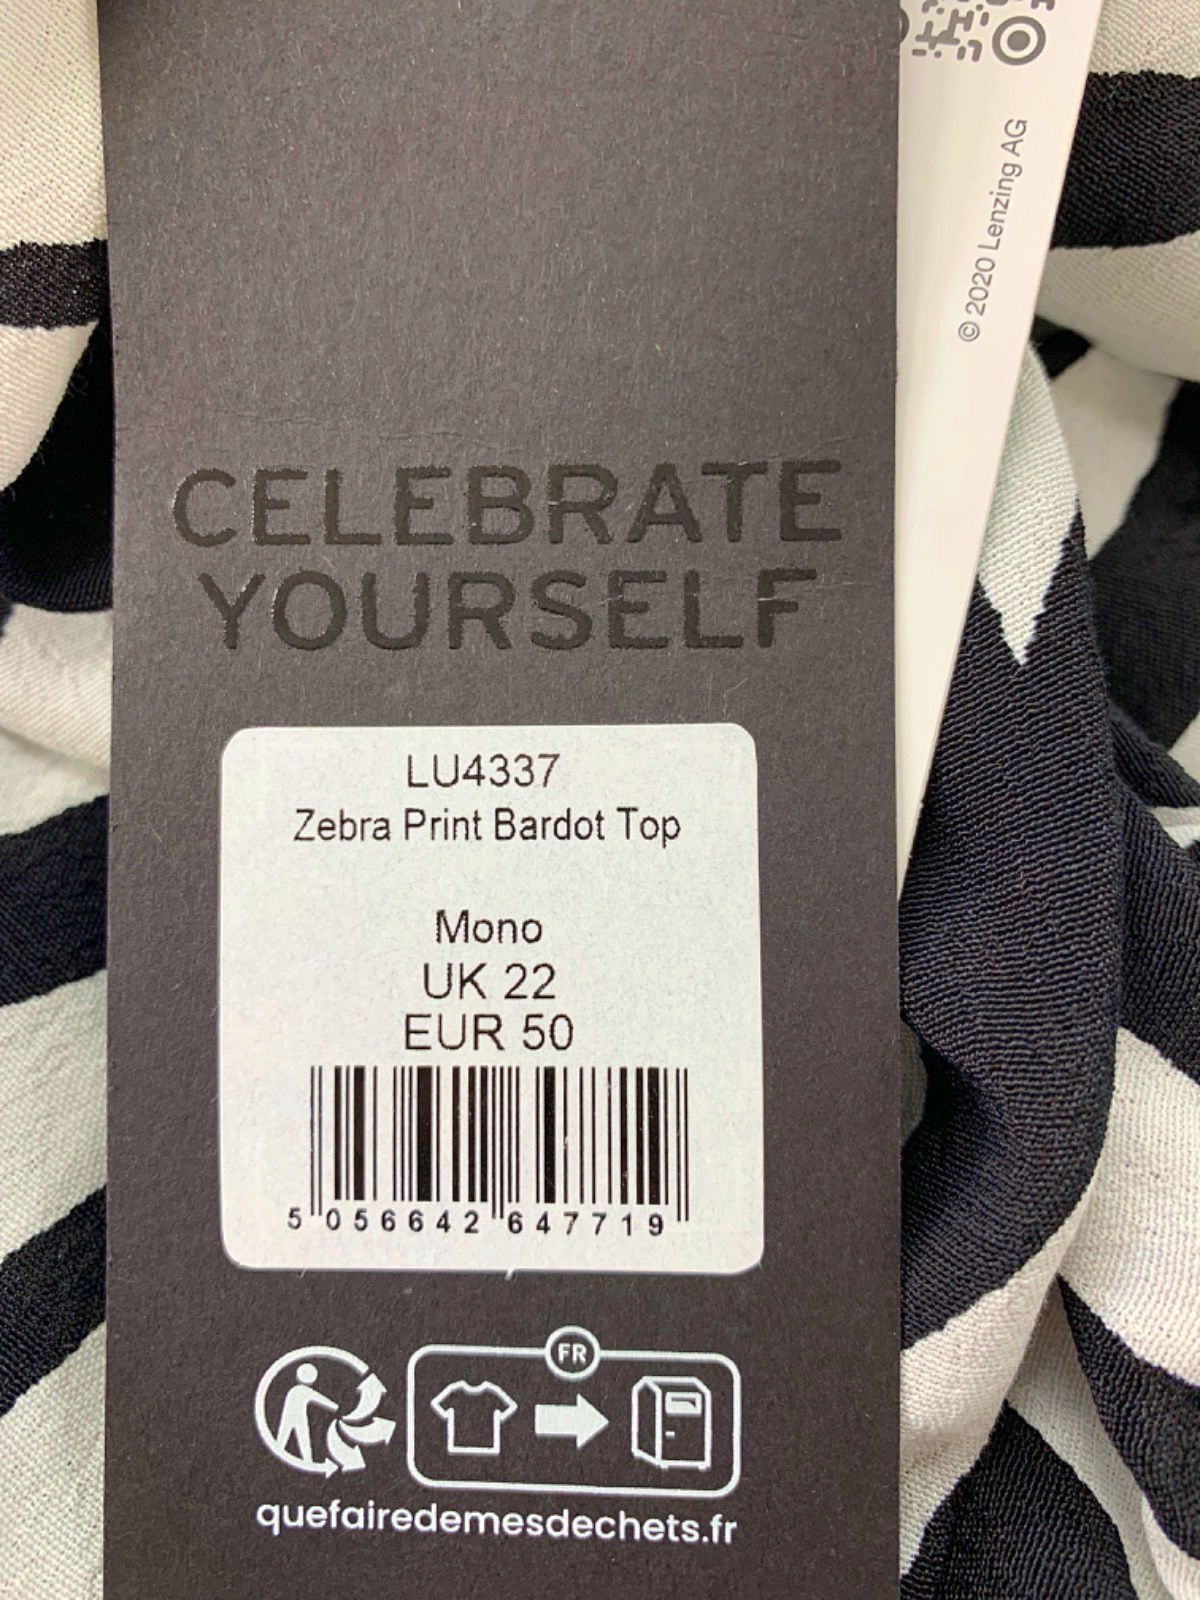 © 2020 Lenzing AG
CELEBRATE
YOURSELF
LU4337
Zebra Print Bardot Top
Mono
UK 22
EUR 50
5 056642 647719
FR
quefairedemesdechets.fr